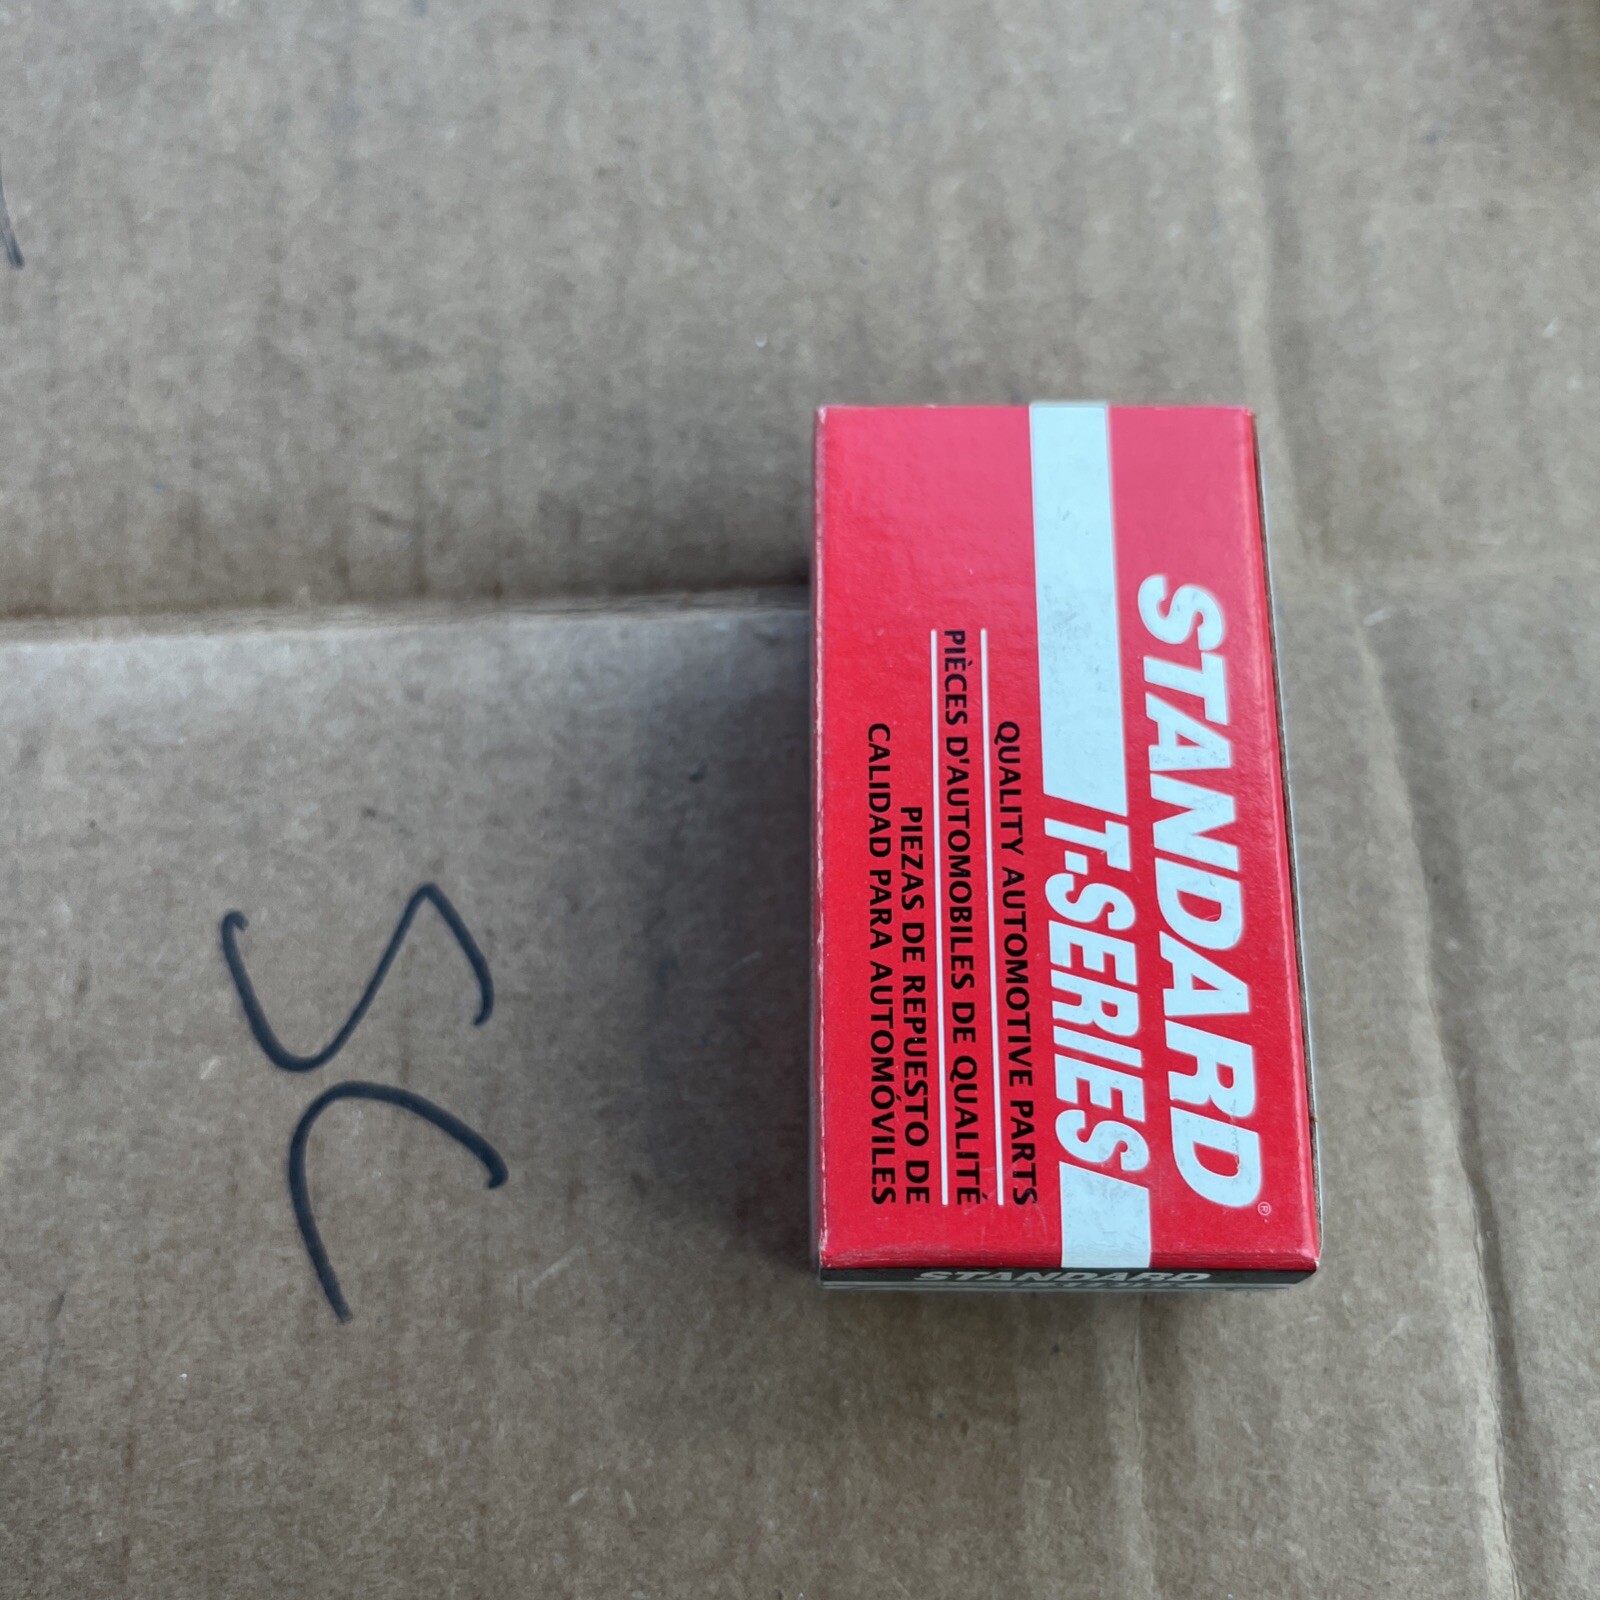 STANDARD®
T-SERIES
QUALITY AUTOMOTIVE PARTS
PIÈCES D'AUTOMOBILES DE QUALITÉ
PIEZAS DE REPUESTO DE
CALIDAD PARA AUTOMÓVILES
STANDARD